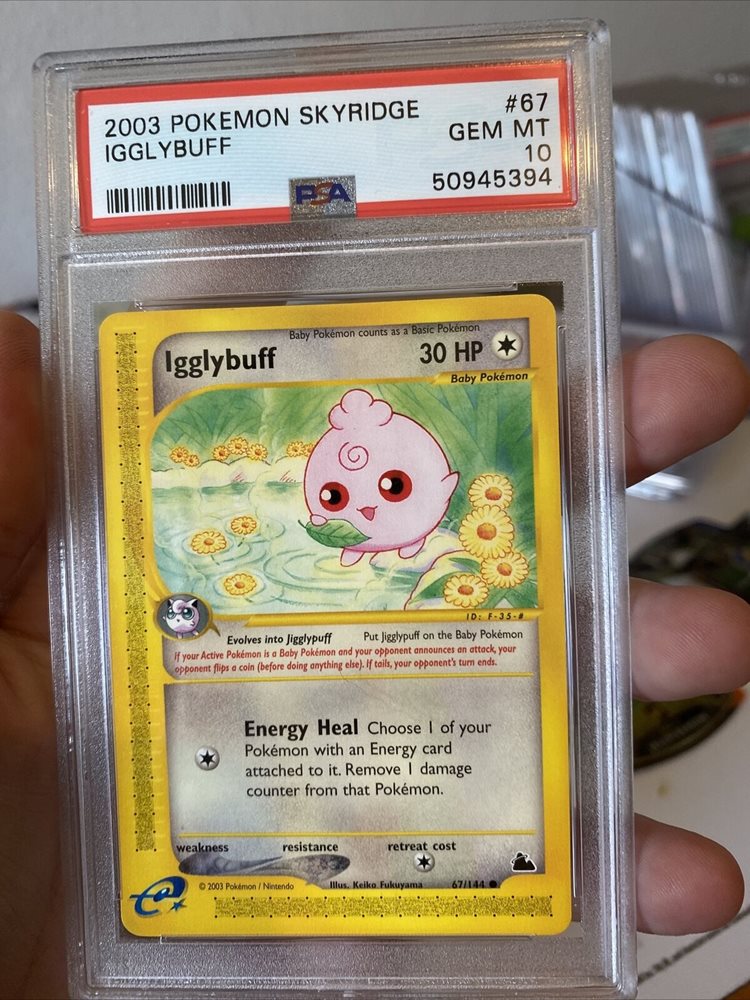 2003 POKEMON SKYRIDGE #67
IGGLYBUFF GEM MT
10
PSA 50945394
Baby Pokémon counts as a Basic Pokémon
Igglybuff 30 HP
Baby Pokémon
ID: F-35-#
Evolves into Jigglypuff Put Jigglypuff on the Baby Pokémon
If your Active Pokémon is a Baby Pokémon and your opponent announces an attack, your
opponent flips a coin (before doing anything else). If tails, your opponent's turn ends.
Energy Heal Choose 1 of your
Pokémon with an Energy card
attached to it. Remove 1 damage
counter from that Pokémon.
weakness resistance retreat cost
e
© 2003 Pokémon / Nintendo Illus. Keiko Fukuyama 67/144